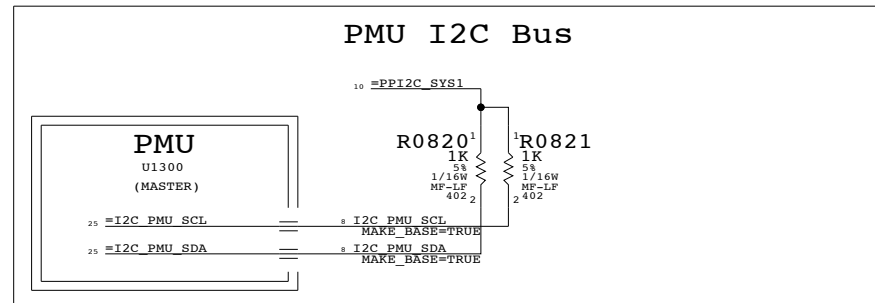 PMU I2C Bus
10 =PPI2C_SYS1
PMU
U1300
(MASTER)
R0820 1
1K
5%
1/16W
MF-LF
402
2
1 R0821
1K
5%
1/16W
MF-LF
2 402
25 =I2C_PMU_SCL
8 I2C_PMU_SCL
MAKE_BASE=TRUE
25 =I2C_PMU_SDA
8 I2C_PMU_SDA
MAKE_BASE=TRUE